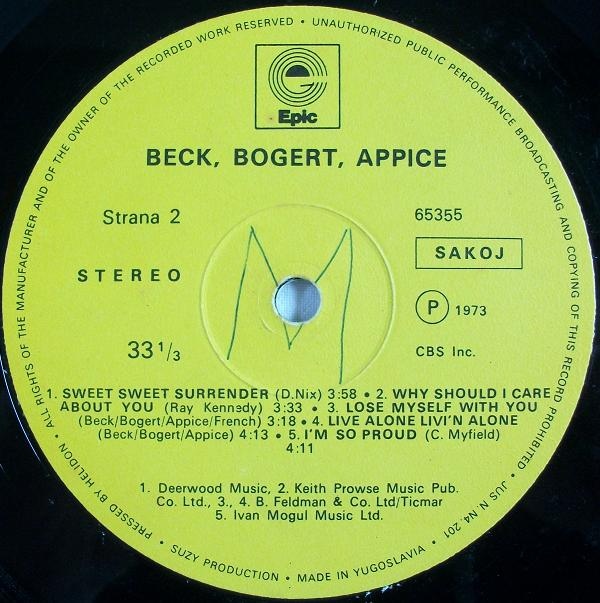 ALL RIGHTS OF THE MANUFACTURER AND OF THE OWNER OF THE RECORDED WORK RESERVED • UNAUTHORIZED PUBLIC PERFORMANCE BROADCASTING AND COPYING OF THIS RECORD PROHIBITED • JUS N. N4. 201 •
e
Epic
BECK, BOGERT, APPICE
Strana 2
65355
SAKOJ
STEREO
P 1973
33 1/3
CBS Inc.
M
1. SWEET SWEET SURRENDER (D.Nix) 3:58 • 2. WHY SHOULD I CARE
ABOUT YOU (Ray Kennedy) 3:33 • 3. LOSE MYSELF WITH YOU
(Beck/Bogert/Appice/French) 3:18 • 4. LIVE ALONE LIVI'N ALONE
(Beck/Bogert/Appice) 4:13 • 5. I'M SO PROUD (C. Myfield)
4:11
1. Deerwood Music, 2. Keith Prowse Music Pub.
Co. Ltd., 3., 4. B. Feldman & Co. Ltd/Ticmar
5. Ivan Mogul Music Ltd.
PRESSED BY HELIDON • SUZY PRODUCTION • MADE IN YUGOSLAVIA •